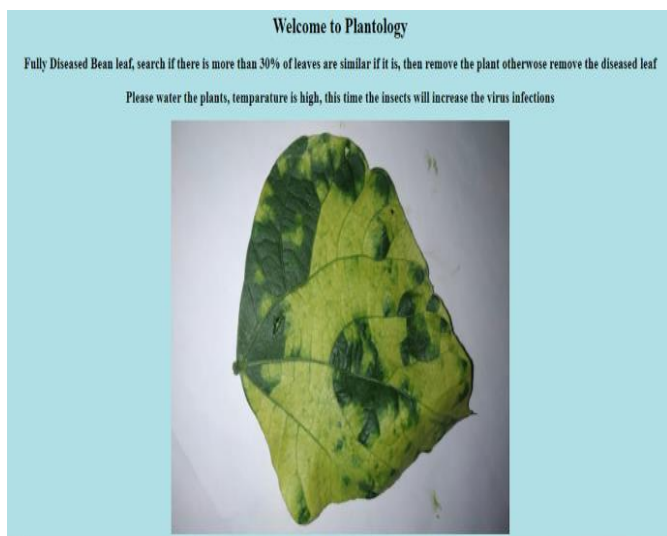 Welcome to Plantology
Fully Diseased Bean leaf, search if there is more than 30% of leaves are similar if it is, then remove the plant otherwose remove the diseased leaf
Please water the plants, temparature is high, this time the insects will increase the virus infections